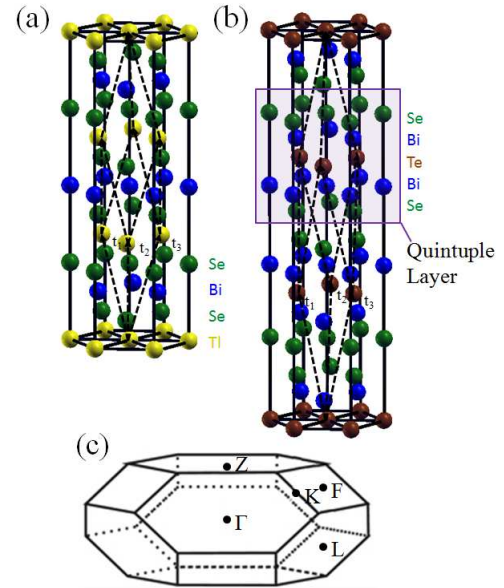 (a)
(b)
Se
Bi
Te
Bi
Se
Quintuple
Layer
t₁
t₂
t₃
t₁
t₂
t₃
Se
Bi
Se
Tl
(c)
Z
K
F
Γ
L